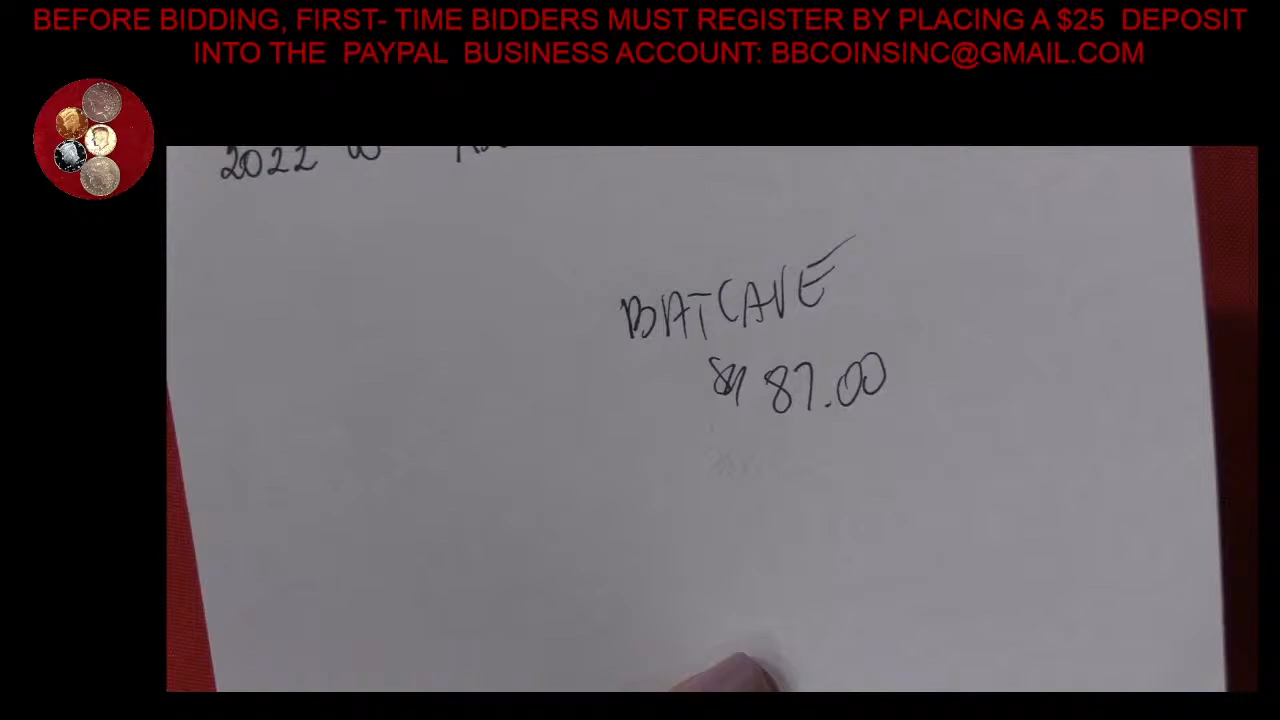 BEFORE BIDDING, FIRST- TIME BIDDERS MUST REGISTER BY PLACING A $25 DEPOSIT
INTO THE PAYPAL BUSINESS ACCOUNT: BBCOINSINC@GMAIL.COM
2022 W
BATCAVE
$ 87.00